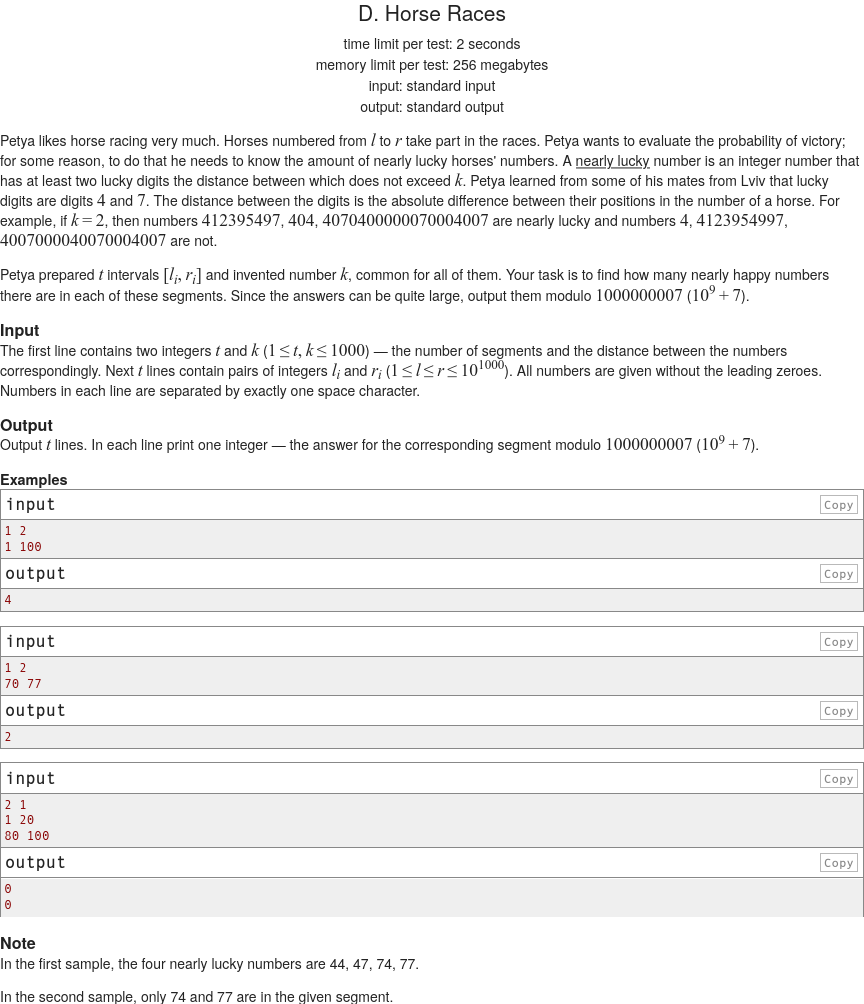 D. Horse Races
time limit per test: 2 seconds
memory limit per test: 256 megabytes
input: standard input
output: standard output
Petya likes horse racing very much. Horses numbered from l to r take part in the races. Petya wants to evaluate the probability of victory;
for some reason, to do that he needs to know the amount of nearly lucky horses' numbers. A nearly lucky number is an integer number that
has at least two lucky digits the distance between which does not exceed k. Petya learned from some of his mates from Lviv that lucky
digits are digits 4 and 7. The distance between the digits is the absolute difference between their positions in the number of a horse. For
example, if k = 2, then numbers 412395497, 404, 4070400000070004007 are nearly lucky and numbers 4, 4123954997,
4007000040070004007 are not.
Petya prepared t intervals [l_i, r_i] and invented number k, common for all of them. Your task is to find how many nearly happy numbers
there are in each of these segments. Since the answers can be quite large, output them modulo 1000000007 (10^9 + 7).
Input
The first line contains two integers t and k (1 ≤ t, k ≤ 1000) — the number of segments and the distance between the numbers
correspondingly. Next t lines contain pairs of integers l_i and r_i (1 ≤ l ≤ r ≤ 10^1000). All numbers are given without the leading zeroes.
Numbers in each line are separated by exactly one space character.
Output
Output t lines. In each line print one integer — the answer for the corresponding segment modulo 1000000007 (10^9 + 7).
Examples
input Copy
1 2
1 100
output Copy
4
input Copy
1 2
70 77
output Copy
2
input Copy
2 1
1 20
80 100
output Copy
0
0
Note
In the first sample, the four nearly lucky numbers are 44, 47, 74, 77.
In the second sample, only 74 and 77 are in the given segment.